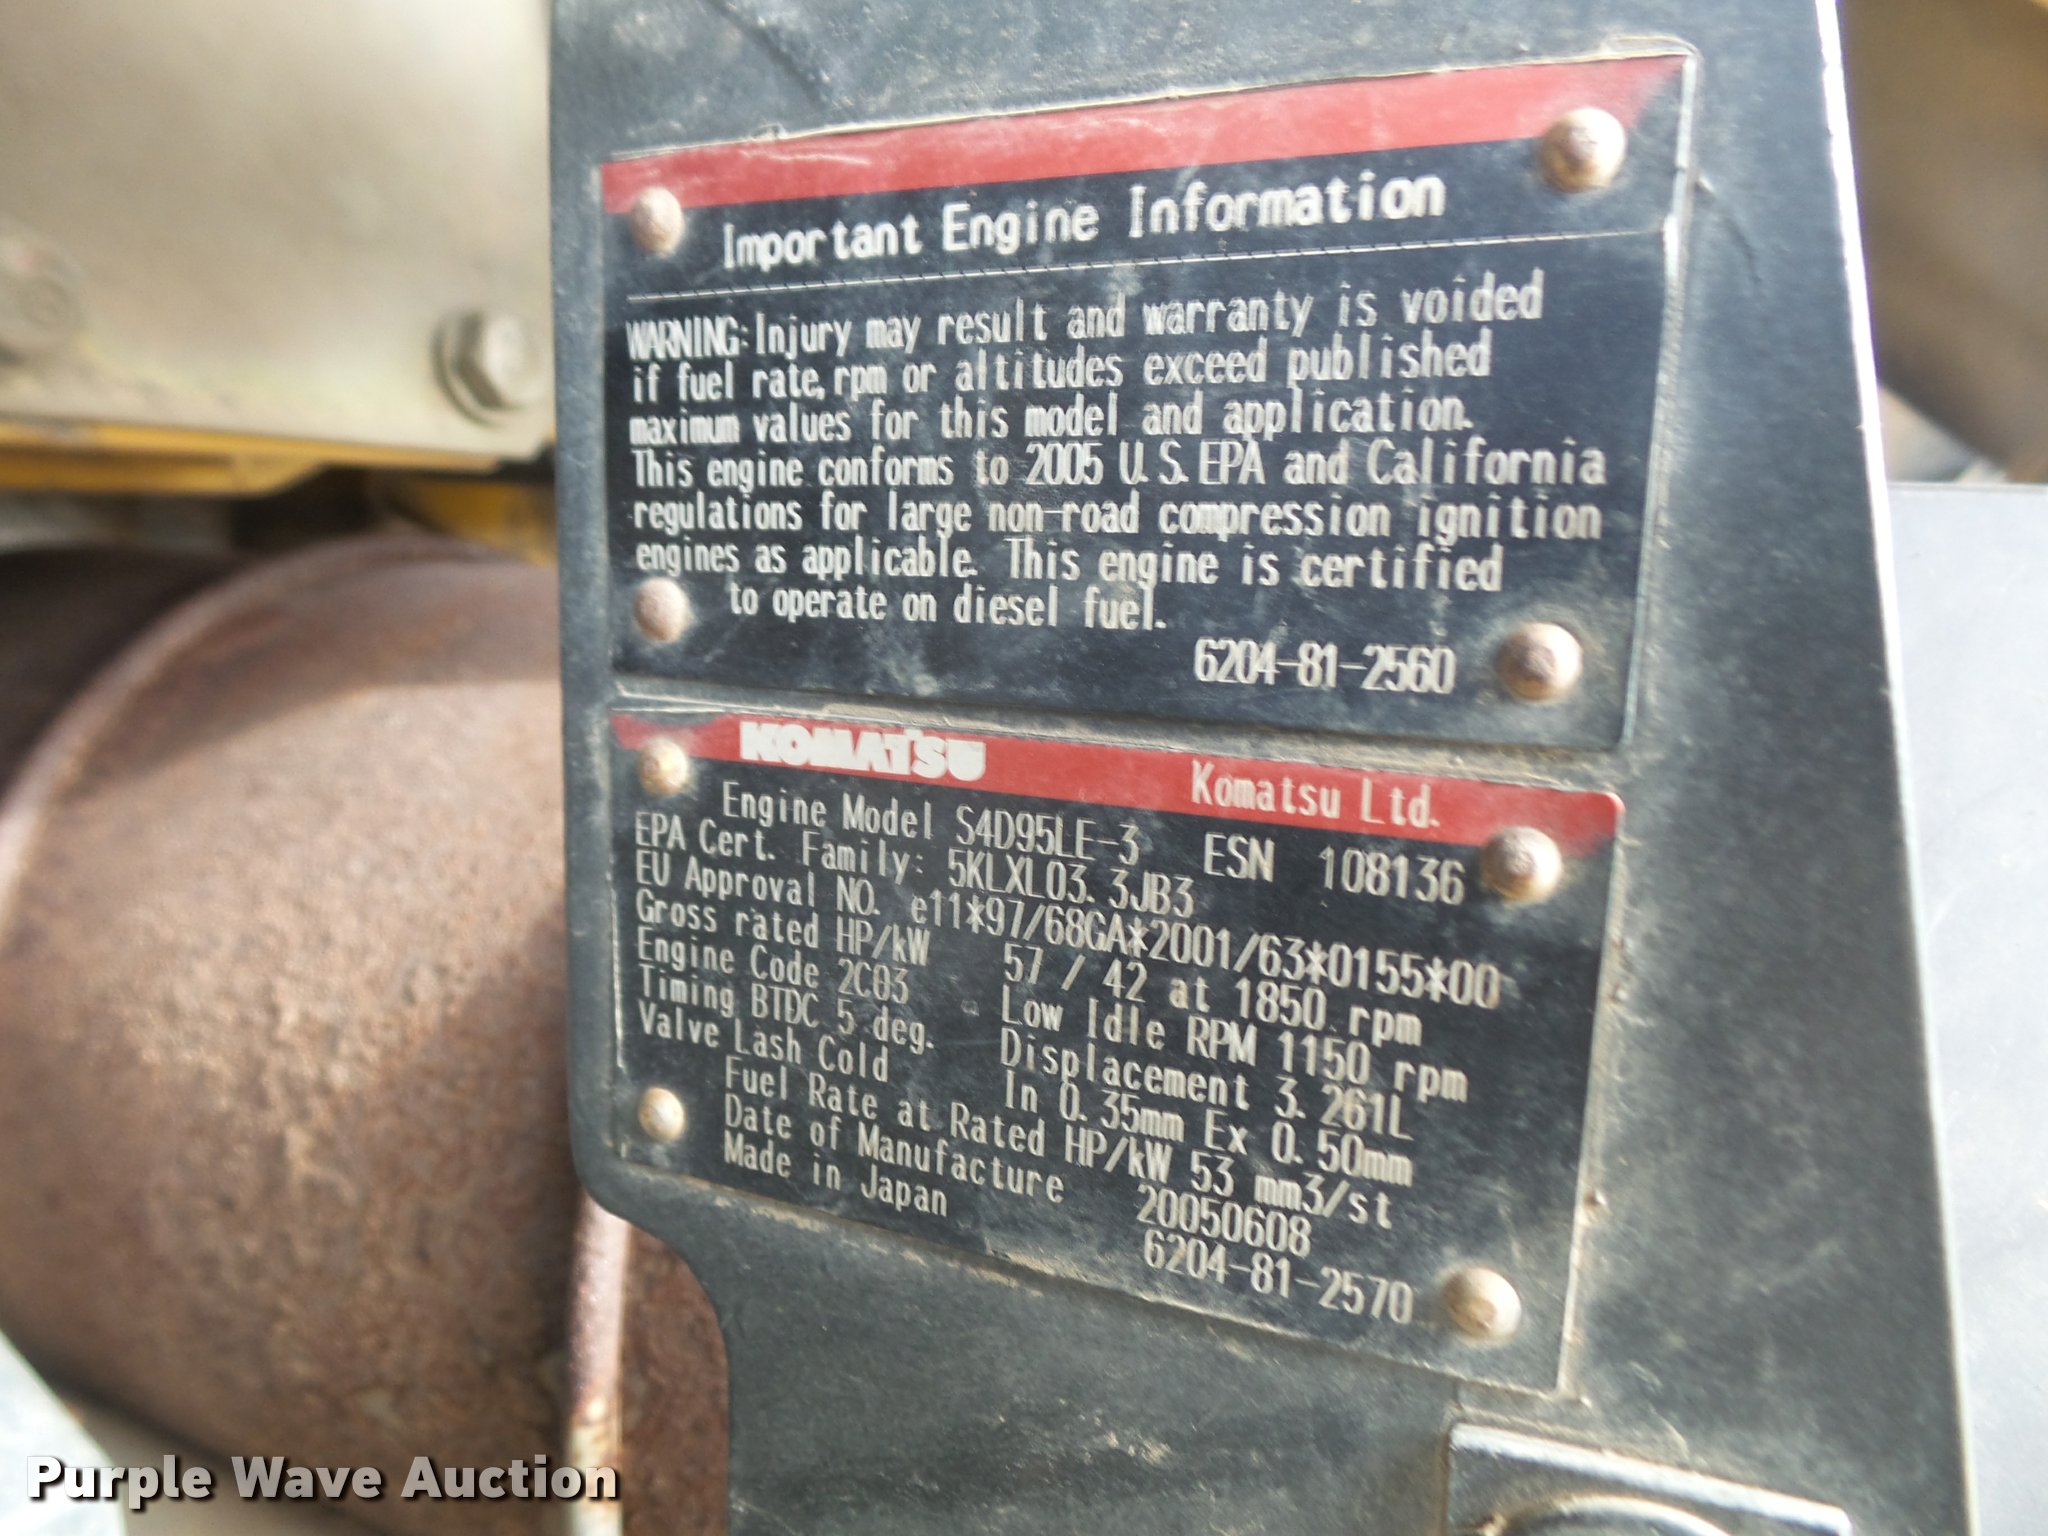 Important Engine Information
WARNING: Injury may result and warranty is voided
if fuel rate, rpm or altitudes exceed published
maximum values for this model and application.
This engine conforms to 2005 U.S. EPA and California
regulations for large non-road compression ignition
engines as applicable. This engine is certified
to operate on diesel fuel.
6204-81-2560
KOMATSU Komatsu Ltd.
Engine Model S4D95LE-3 ESN 108136
EPA Cert. Family: 5KLXL03.3JB3
EU Approval NO. e11*97/68GA*2001/63*0155*00
Gross rated HP/kW 57 / 42 at 1850 rpm
Engine Code 2C03 Low Idle RPM 1150 rpm
Timing BTDC 5 deg. Displacement 3.261L
Valve Lash Cold In 0.35mm Ex 0.50mm
Fuel Rate at Rated HP/kW 53 mm3/st
Date of Manufacture 20050608
Made in Japan 6204-81-2570
Purple Wave Auction